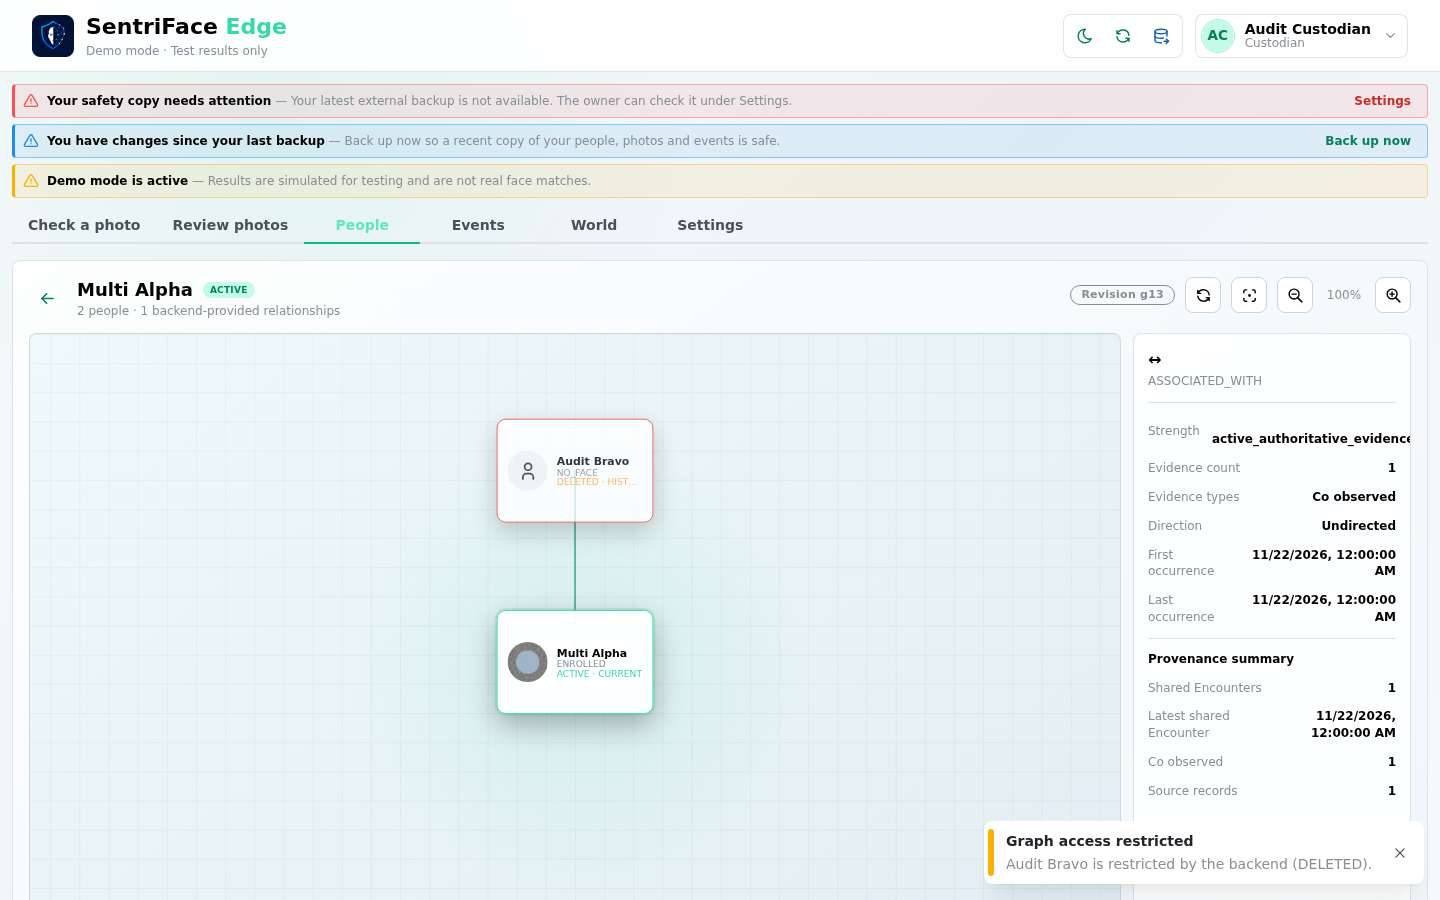 SentriFace Edge
Demo mode · Test results only
AC
Audit Custodian
Custodian
Your safety copy needs attention — Your latest external backup is not available. The owner can check it under Settings.
Settings
You have changes since your last backup — Back up now so a recent copy of your people, photos and events is safe.
Back up now
Demo mode is active — Results are simulated for testing and are not real face matches.
Check a photo
Review photos
People
Events
World
Settings
Multi Alpha
ACTIVE
2 people · 1 backend-provided relationships
Revision g13
100%
Audit Bravo
NO_FACE
DELETED · HIST...
Multi Alpha
ENROLLED
ACTIVE · CURRENT
ASSOCIATED_WITH
Strength
active_authoritative_evidence
Evidence count
1
Evidence types
Co observed
Direction
Undirected
First
occurrence
11/22/2026, 12:00:00
AM
Last
occurrence
11/22/2026, 12:00:00
AM
Provenance summary
Shared Encounters
1
Latest shared
Encounter
11/22/2026,
12:00:00 AM
Co observed
1
Source records
1
Graph access restricted
Audit Bravo is restricted by the backend (DELETED).